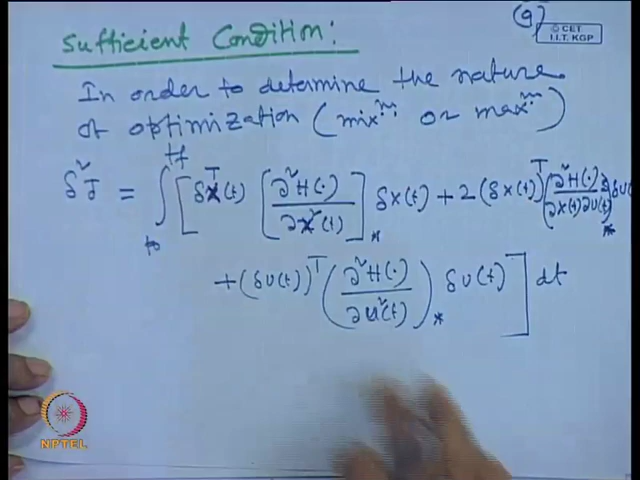 (9)
© CET
I.I.T. KGP
Sufficient Condition:
In order to determine the nature
of optimization (mix^m: or max^m:)
δ²J = ∫_{t0}^{tf} [ δx^T(t) [∂²H(·)/∂x²(t)]_* δx(t) + 2(δx(t))^T (∂²H(·)/∂x(t)∂u(t))_* δu(
+ (δu(t))^T (∂²H(·)/∂u²(t))_* δu(t) ] dt
NPTEL